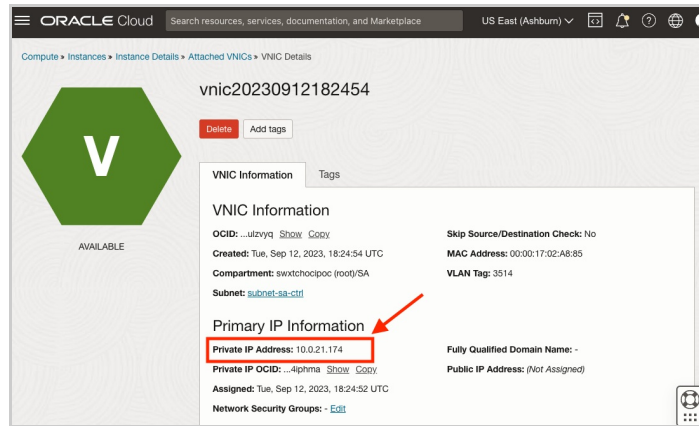 ORACLE Cloud Search resources, services, documentation, and Marketplace US East (Ashburn)
Compute » Instances » Instance Details » Attached VNICs » VNIC Details
vnic20230912182454
Delete Add tags
V
AVAILABLE
VNIC Information Tags
VNIC Information
OCID: ...ulzvyq Show Copy Skip Source/Destination Check: No
Created: Tue, Sep 12, 2023, 18:24:54 UTC MAC Address: 00:00:17:02:A8:85
Compartment: swxtchocipoc (root)/SA VLAN Tag: 3514
Subnet: subnet-sa-ctrl
Primary IP Information
Private IP Address: 10.0.21.174 Fully Qualified Domain Name: -
Private IP OCID: ...4iphma Show Copy Public IP Address: (Not Assigned)
Assigned: Tue, Sep 12, 2023, 18:24:52 UTC
Network Security Groups: - Edit